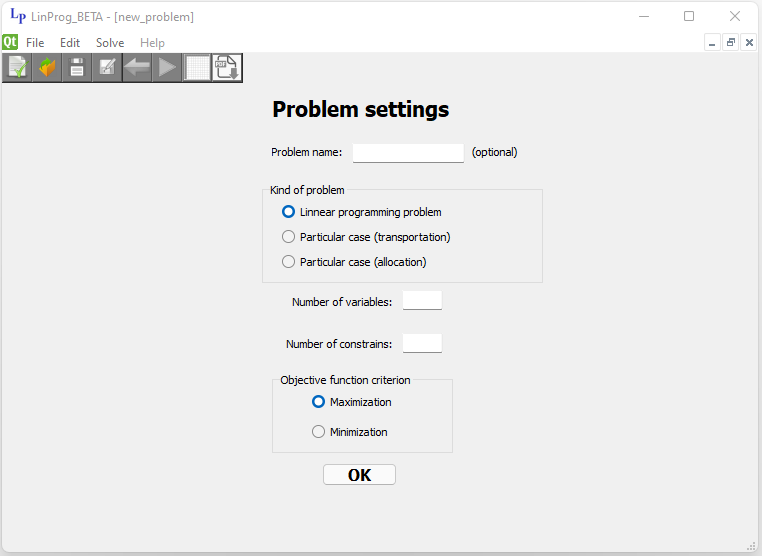 LP LinProg_BETA - [new_problem]
Qt File Edit Solve Help
PDF
Problem settings
Problem name: (optional)
Kind of problem
Linnear programming problem
Particular case (transportation)
Particular case (allocation)
Number of variables:
Number of constrains:
Objective function criterion
Maximization
Minimization
OK